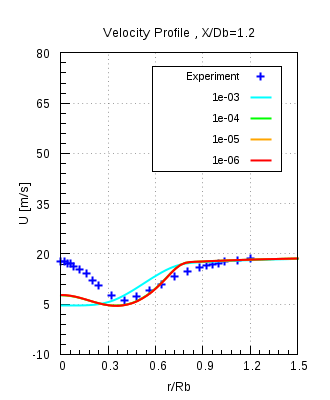 Velocity Profile , X/Db=1.2
80
65
50
35
20
5
-10
U [m/s]
Experiment
1e-03
1e-04
1e-05
1e-06
0 0.3 0.6 0.9 1.2 1.5
r/Rb